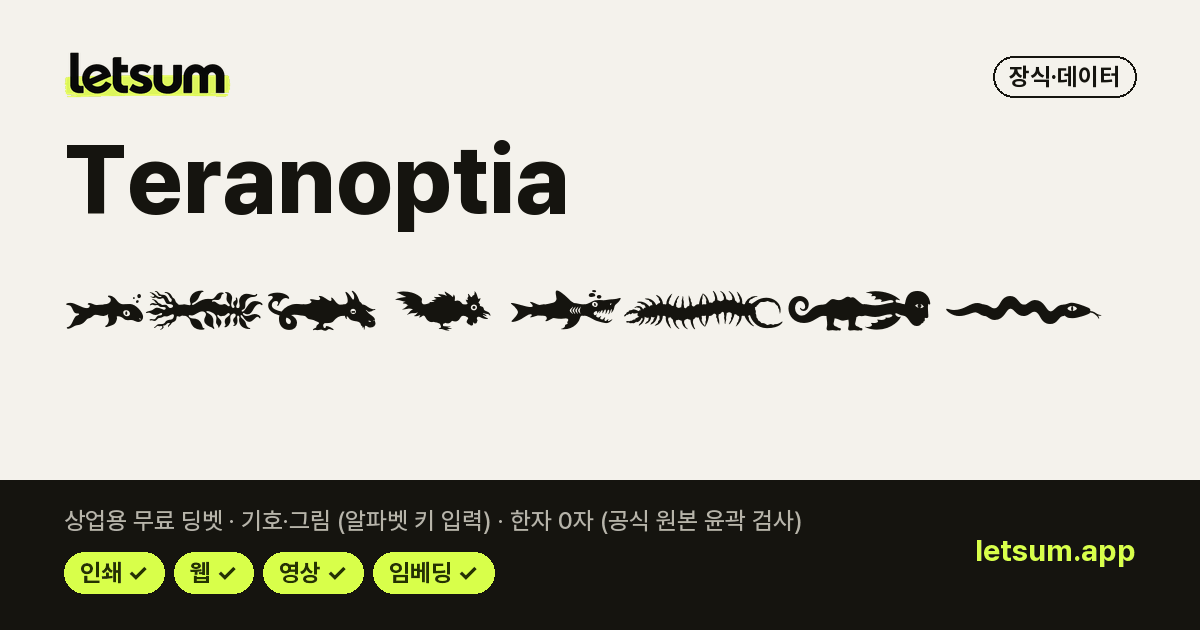 letsum
장식·데이터
Teranoptia
상업용 무료 딩벳 · 기호·그림 (알파벳 키 입력) · 한자 0자 (공식 원본 윤곽 검사)
인쇄 ✓ 웹 ✓ 영상 ✓ 임베딩 ✓
letsum.app